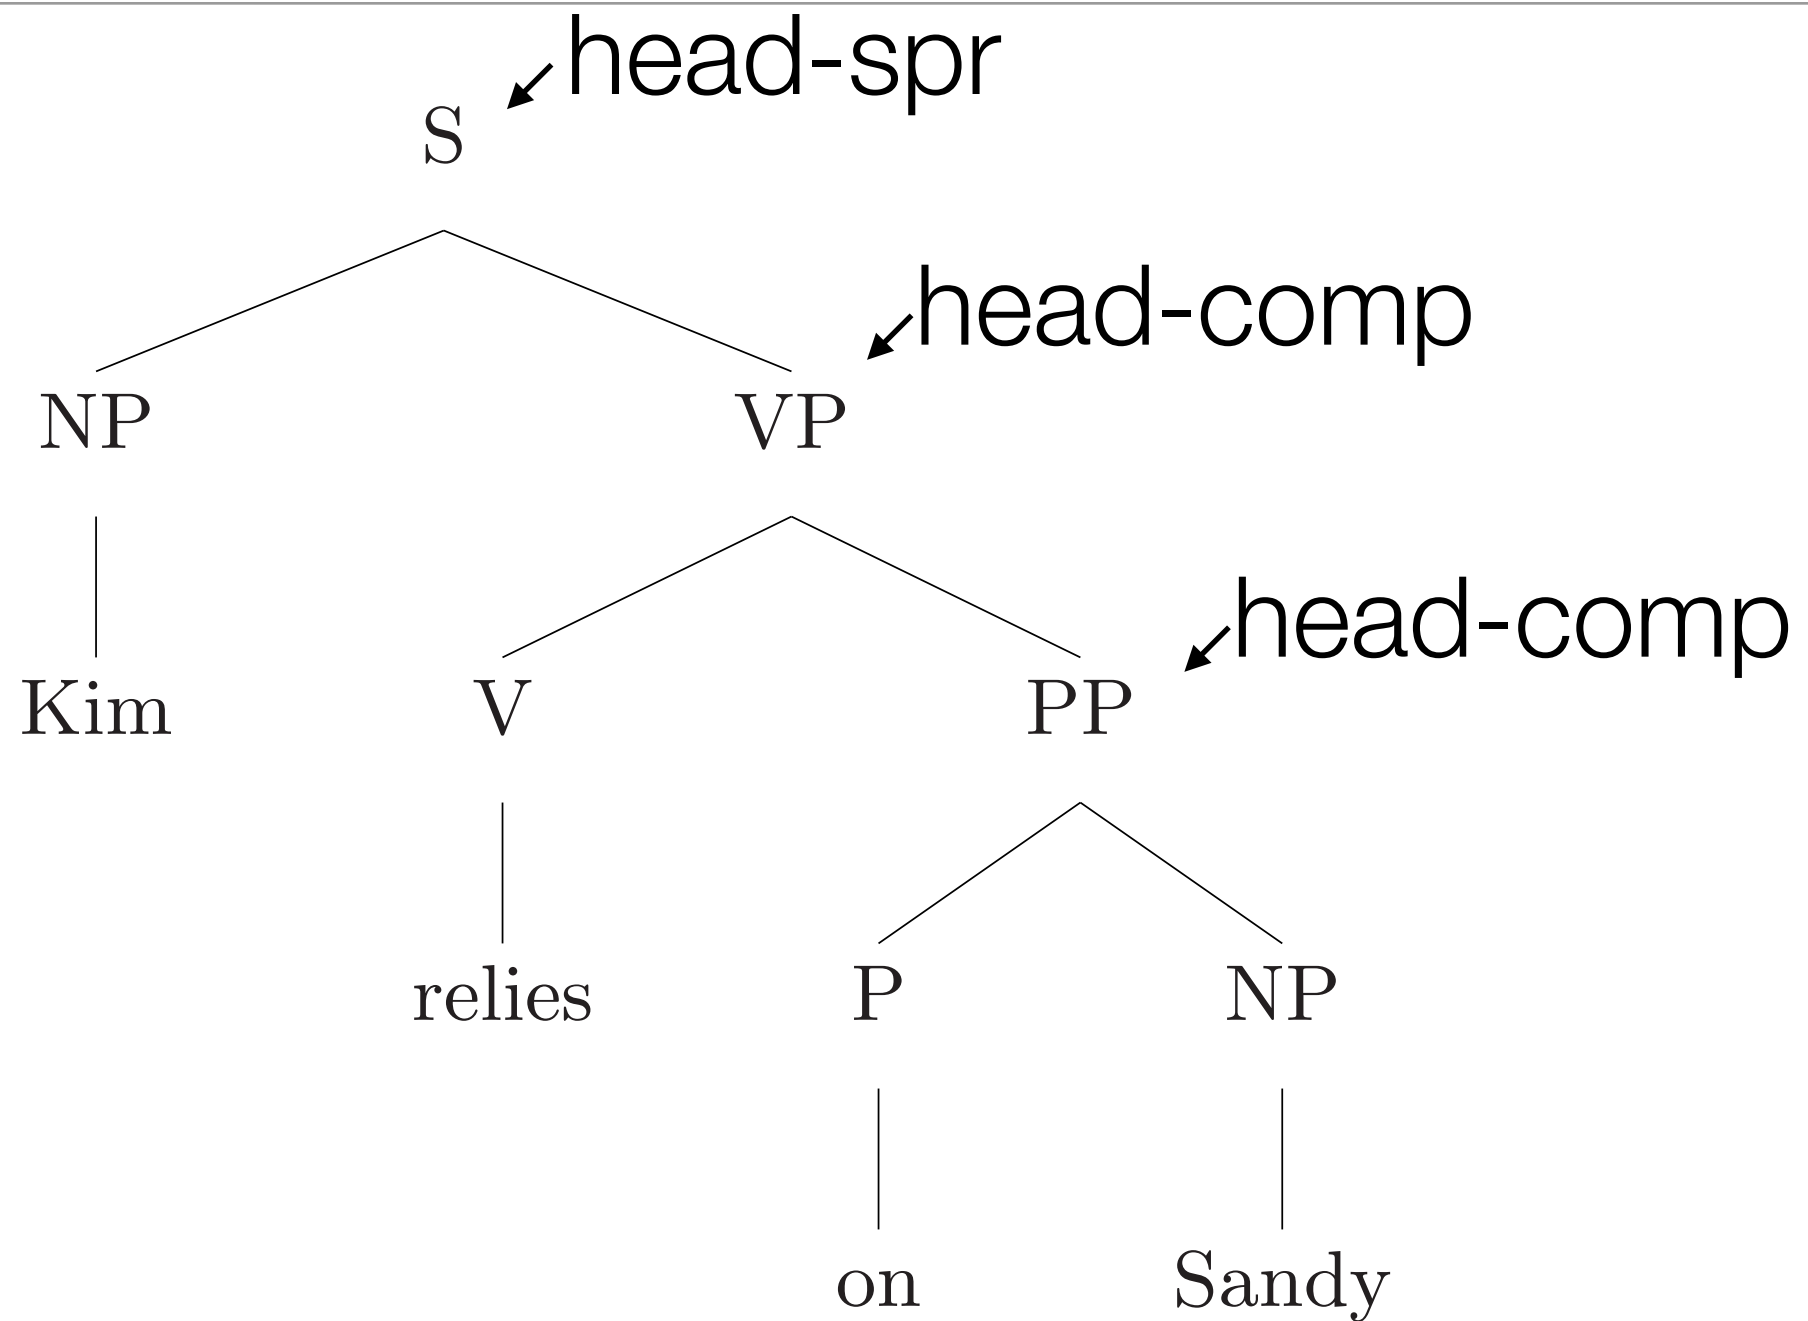 head-spr
S
head-comp
NP VP
head-comp
Kim V PP
relies P NP
on Sandy